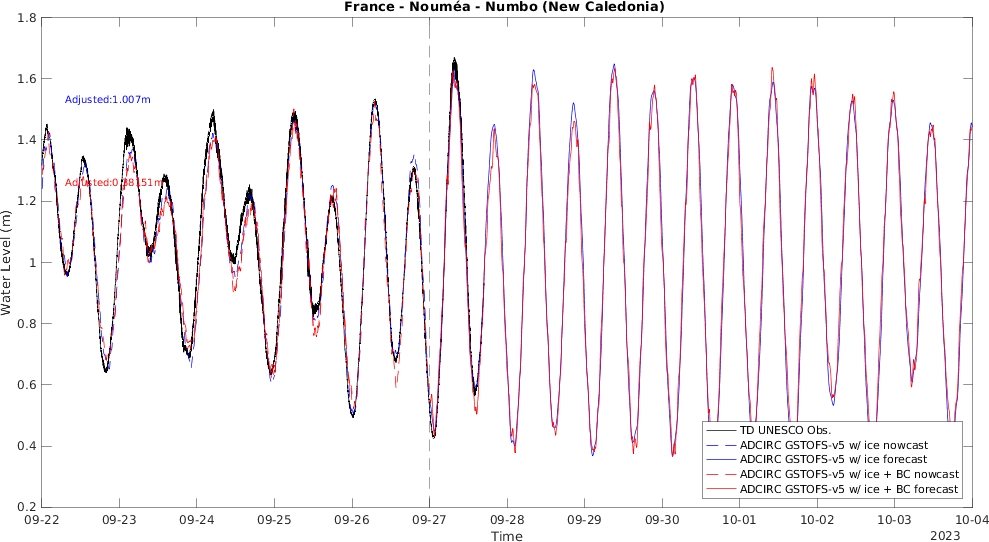 France - Nouméa - Numbo (New Caledonia)
1.8
1.6
1.4
1.2
1
0.8
0.6
0.4
0.2
Water Level (m)
Adjusted:1.007m
TD UNESCO Obs.
ADCIRC GSTOFS-v5 w/ ice nowcast
ADCIRC GSTOFS-v5 w/ ice forecast
ADCIRC GSTOFS-v5 w/ ice + BC nowcast
ADCIRC GSTOFS-v5 w/ ice + BC forecast
09-22 09-23 09-24 09-25 09-26 09-27 09-28 09-29 09-30 10-01 10-02 10-03 10-04
Time
2023